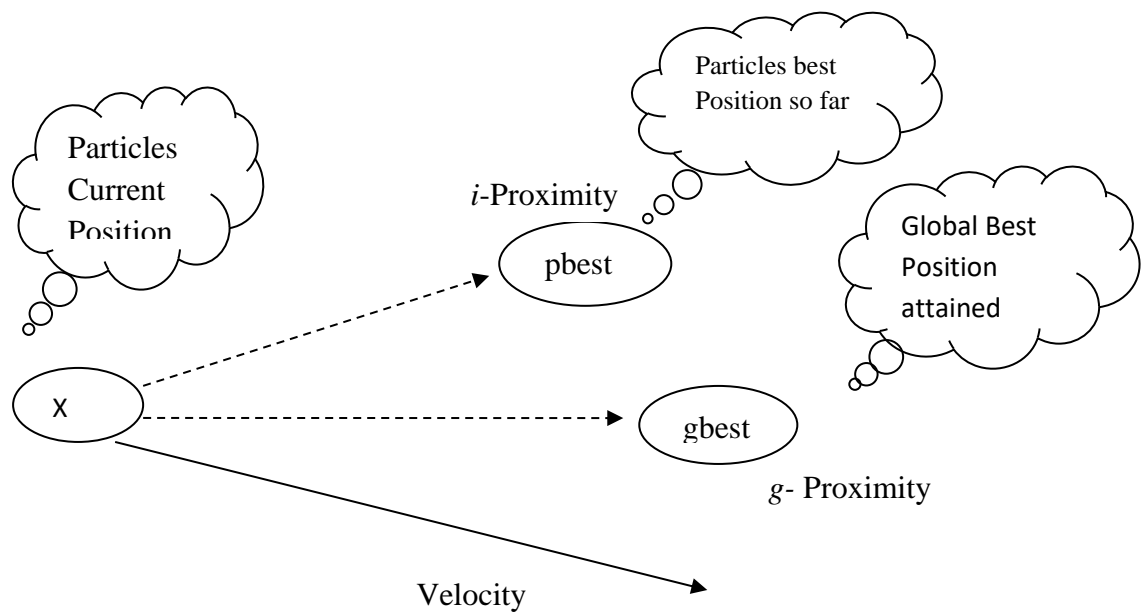 Particles best
Position so far
Particles
Current
Position
i-Proximity
pbest
Global Best
Position
attained
X
gbest
g- Proximity
Velocity